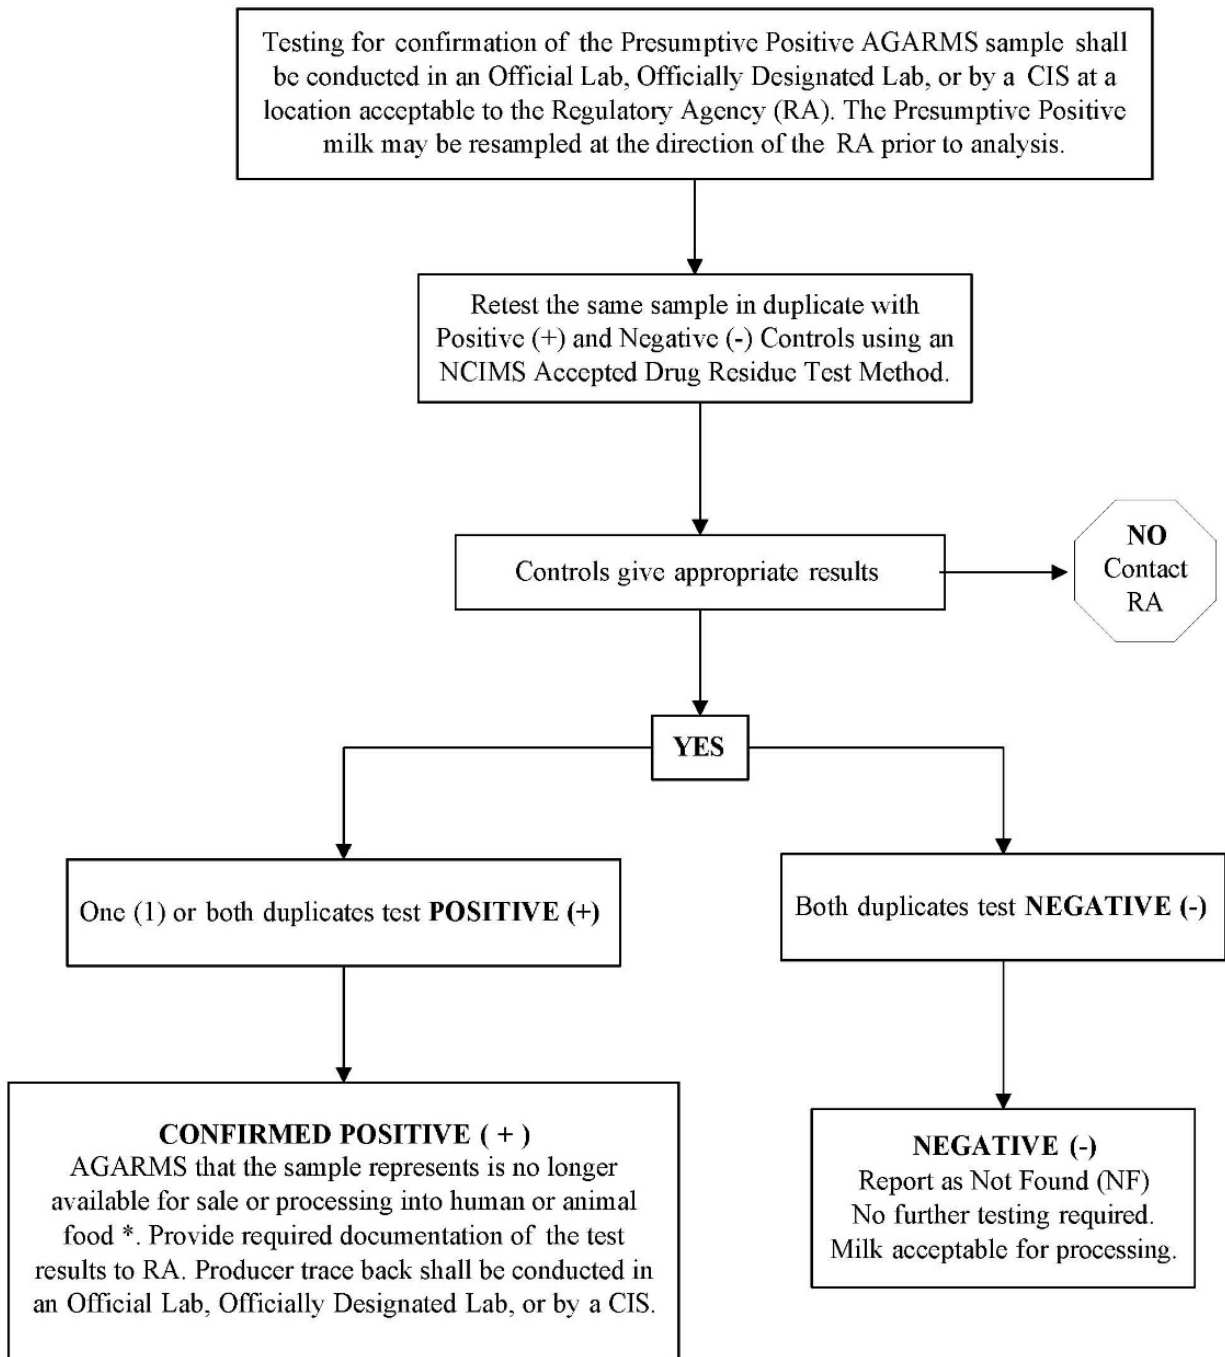 Testing for confirmation of the Presumptive Positive AGARMS sample shall
be conducted in an Official Lab, Officially Designated Lab, or by a CIS at a
location acceptable to the Regulatory Agency (RA). The Presumptive Positive
milk may be resampled at the direction of the RA prior to analysis.
Retest the same sample in duplicate with
Positive (+) and Negative (-) Controls using an
NCIMS Accepted Drug Residue Test Method.
Controls give appropriate results
NO
Contact
RA
YES
One (1) or both duplicates test POSITIVE (+)
Both duplicates test NEGATIVE (-)
CONFIRMED POSITIVE ( + )
AGARMS that the sample represents is no longer
available for sale or processing into human or animal
food *. Provide required documentation of the test
results to RA. Producer trace back shall be conducted in
an Official Lab, Officially Designated Lab, or by a CIS.
NEGATIVE (-)
Report as Not Found (NF)
No further testing required.
Milk acceptable for processing.